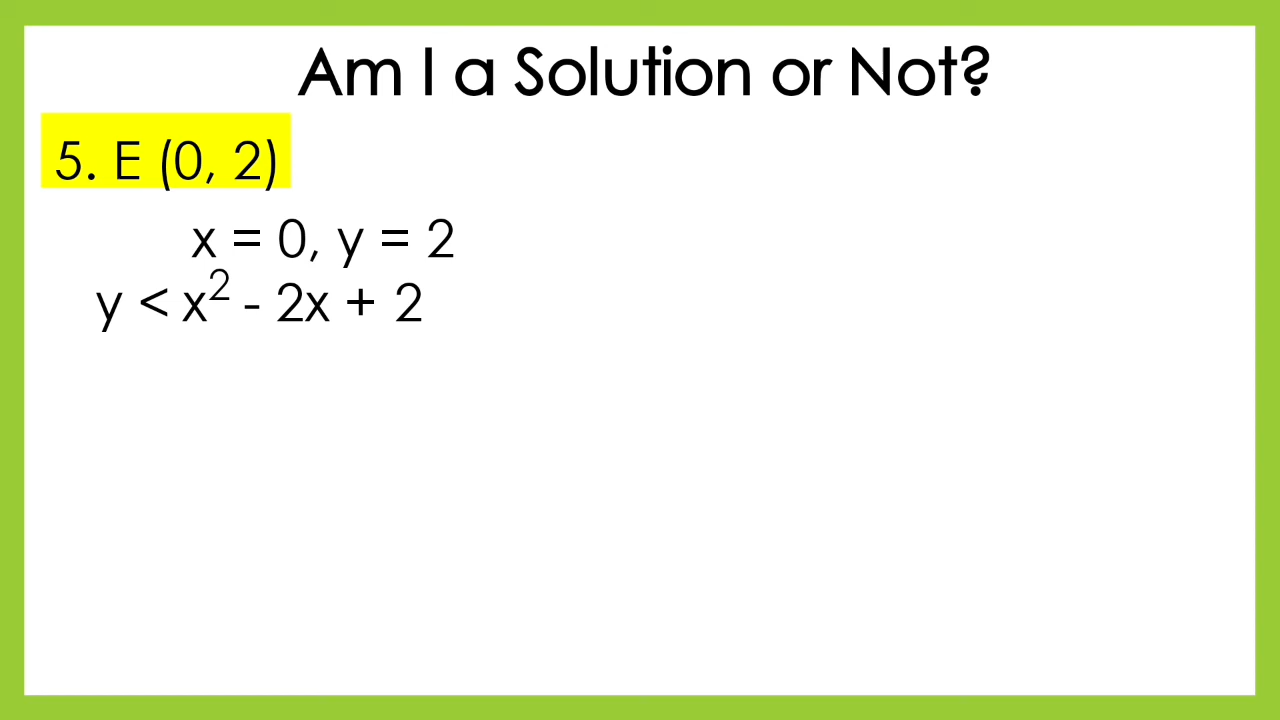 Am I a Solution or Not?
5. E (0, 2)
x = 0, y = 2
y < x² - 2x + 2